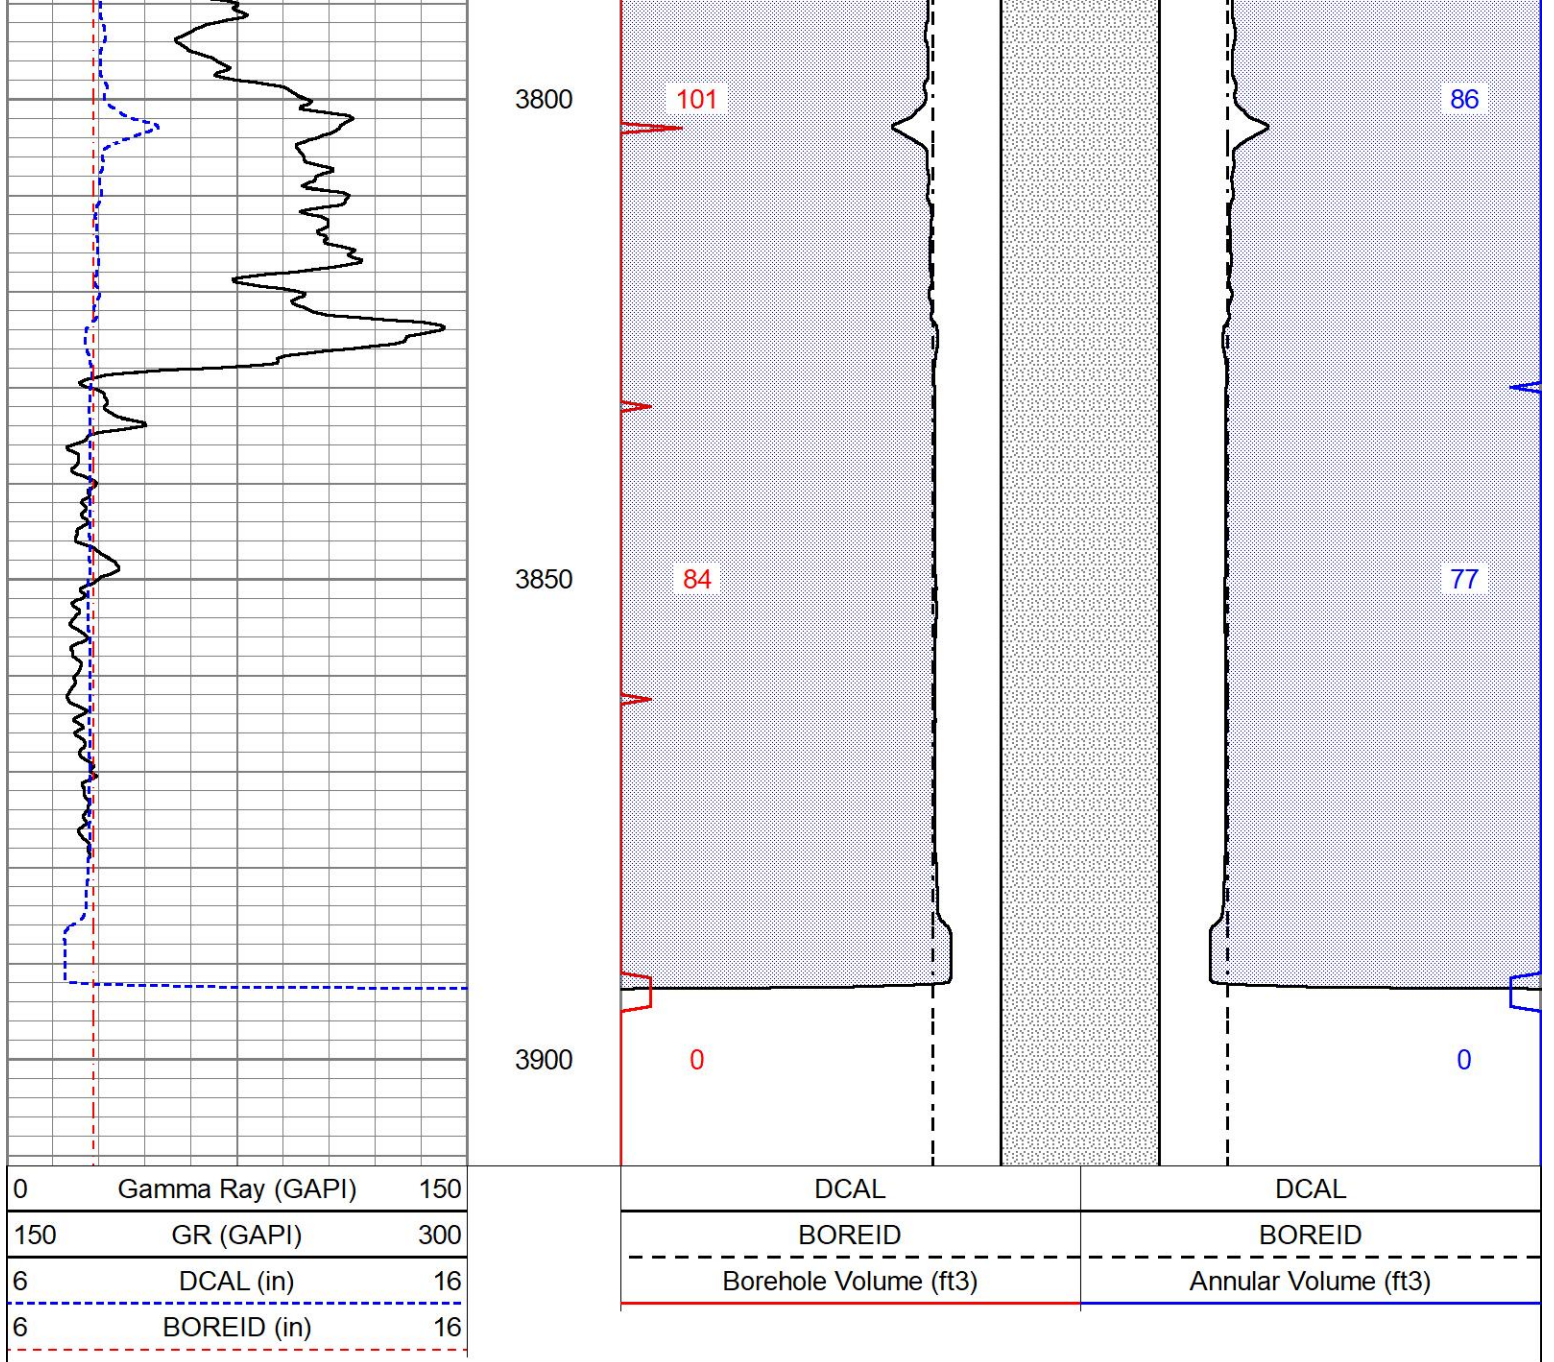 3800 101 86
3850 84 77
3900 0 0
0 Gamma Ray (GAPI) 150 DCAL DCAL
150 GR (GAPI) 300 BOREID BOREID
6 DCAL (in) 16 Borehole Volume (ft3) Annular Volume (ft3)
6 BOREID (in) 16